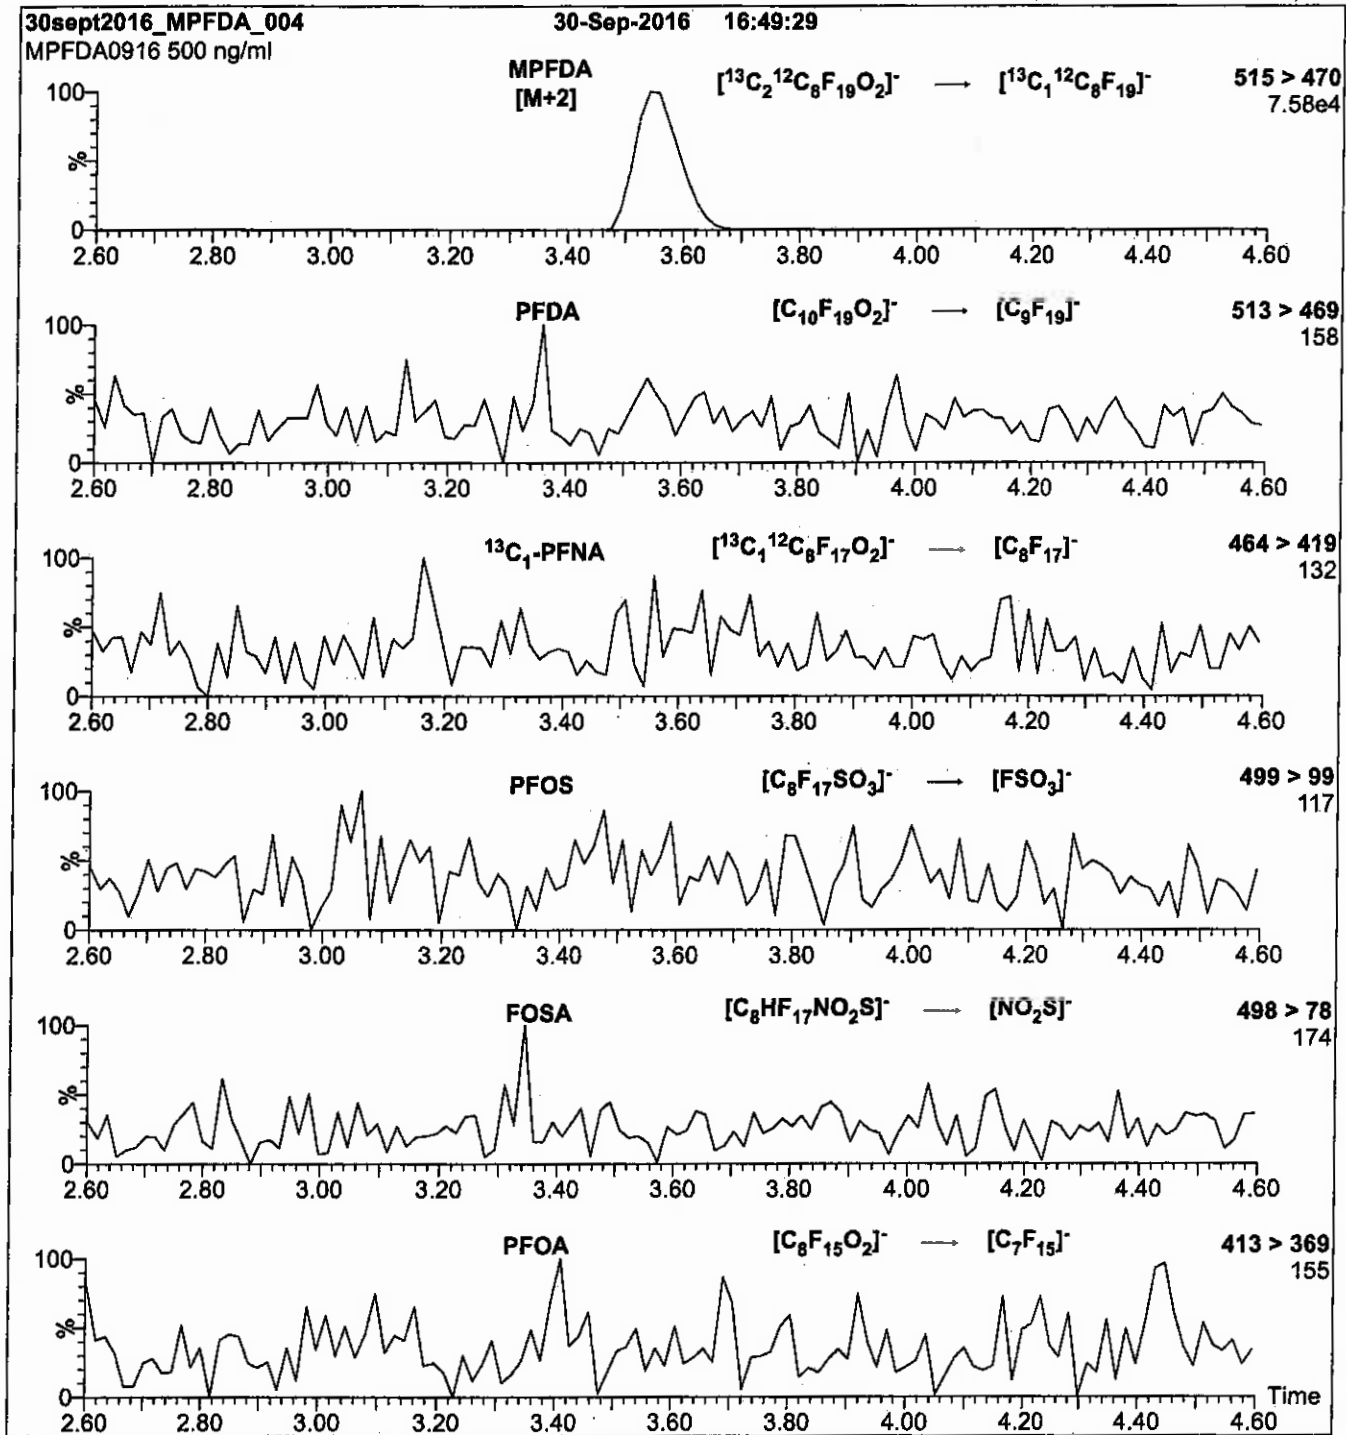 30sept2016_MPFDA_004 30-Sep-2016 16:49:29
MPFDA0916 500 ng/ml
MPFDA [¹³C₂¹²C₈F₁₉O₂]⁻ → [¹³C₁¹²C₈F₁₉]⁻ 515 > 470
[M+2] 7.58e4
100
%
0
2.60 2.80 3.00 3.20 3.40 3.60 3.80 4.00 4.20 4.40 4.60
PFDA [C₁₀F₁₉O₂]⁻ → [C₉F₁₉]⁻ 513 > 469
158
100
%
0
2.60 2.80 3.00 3.20 3.40 3.60 3.80 4.00 4.20 4.40 4.60
¹³C₁-PFNA [¹³C₁¹²C₈F₁₇O₂]⁻ → [C₈F₁₇]⁻ 464 > 419
132
100
%
0
2.60 2.80 3.00 3.20 3.40 3.60 3.80 4.00 4.20 4.40 4.60
PFOS [C₈F₁₇SO₃]⁻ → [FSO₃]⁻ 499 > 99
117
100
%
0
2.60 2.80 3.00 3.20 3.40 3.60 3.80 4.00 4.20 4.40 4.60
FOSA [C₈HF₁₇NO₂S]⁻ → [NO₂S]⁻ 498 > 78
174
100
%
0
2.60 2.80 3.00 3.20 3.40 3.60 3.80 4.00 4.20 4.40 4.60
PFOA [C₈F₁₅O₂]⁻ → [C₇F₁₅]⁻ 413 > 369
155
100
%
0
Time
2.60 2.80 3.00 3.20 3.40 3.60 3.80 4.00 4.20 4.40 4.60